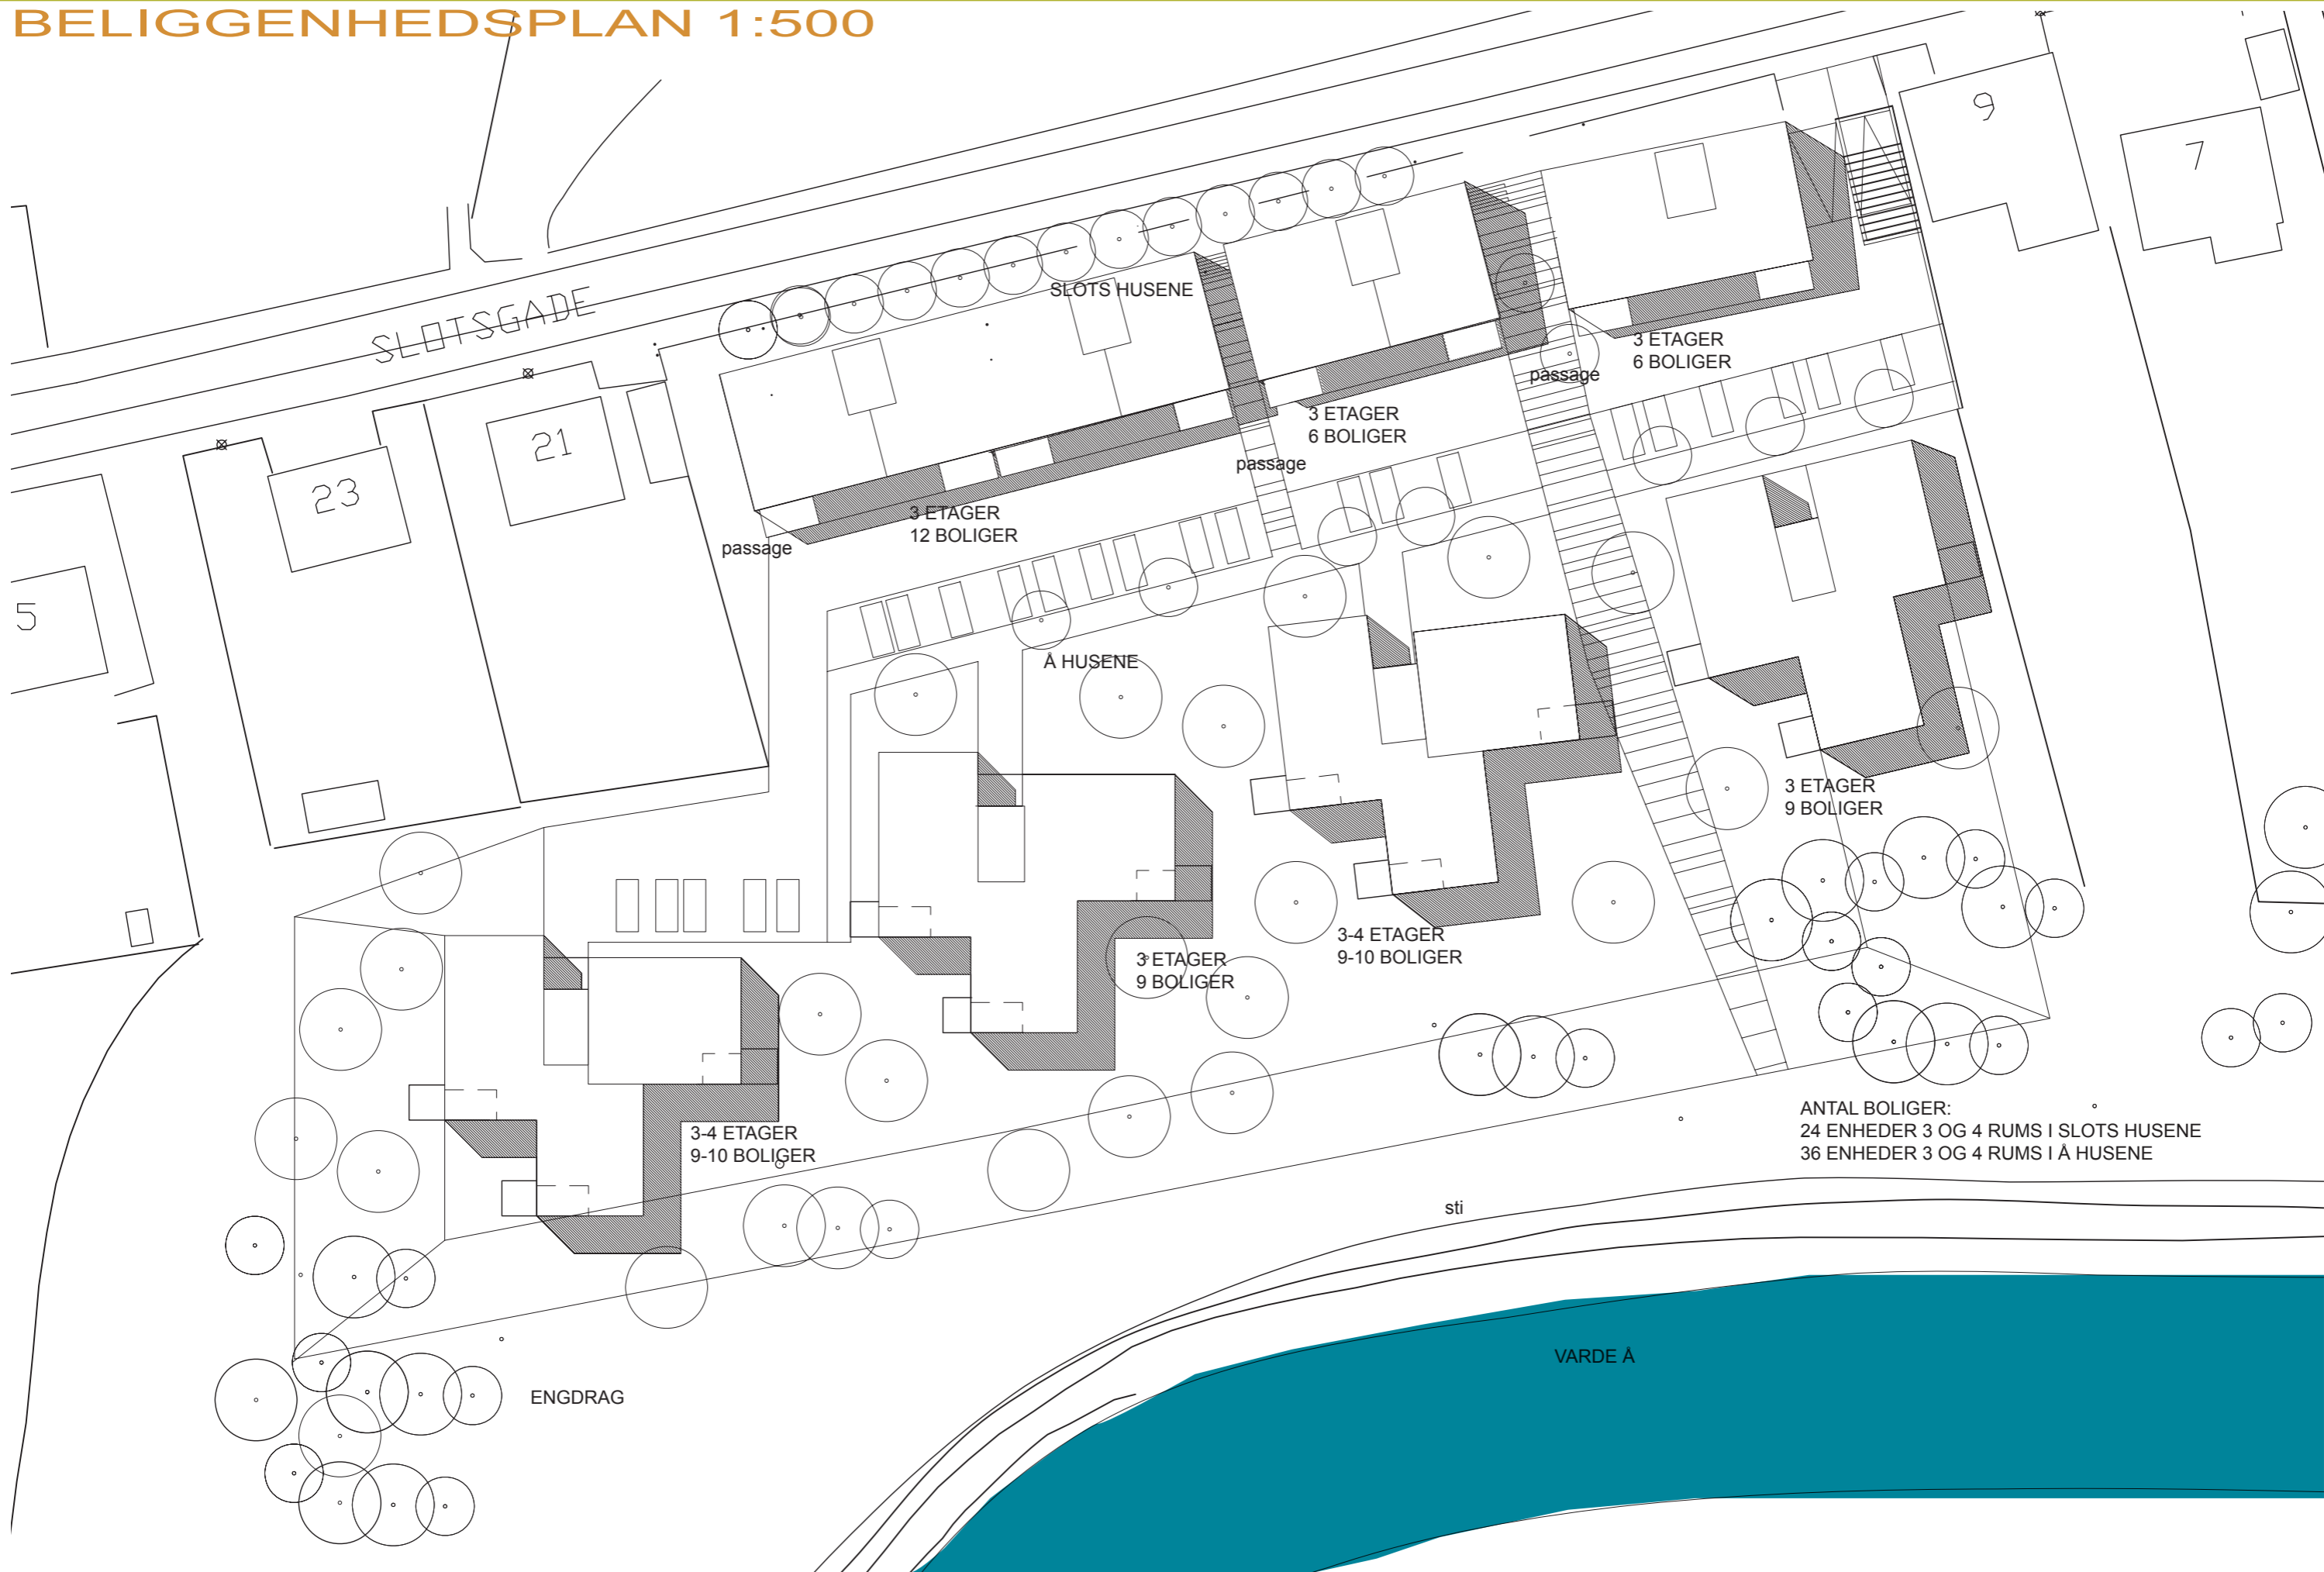 BELIGGENHEDSPLAN 1:500
9
7
SLOTSGADE
SLOTS HUSENE
3 ETAGER
6 BOLIGER
passage
3 ETAGER
6 BOLIGER
passage
21
23
3 ETAGER
12 BOLIGER
passage
5
Å HUSENE
3 ETAGER
9 BOLIGER
3-4 ETAGER
9-10 BOLIGER
3 ETAGER
9 BOLIGER
3-4 ETAGER
9-10 BOLIGER
ANTAL BOLIGER:
24 ENHEDER 3 OG 4 RUMS I SLOTS HUSENE
36 ENHEDER 3 OG 4 RUMS I Å HUSENE
sti
VARDE Å
ENGDRAG